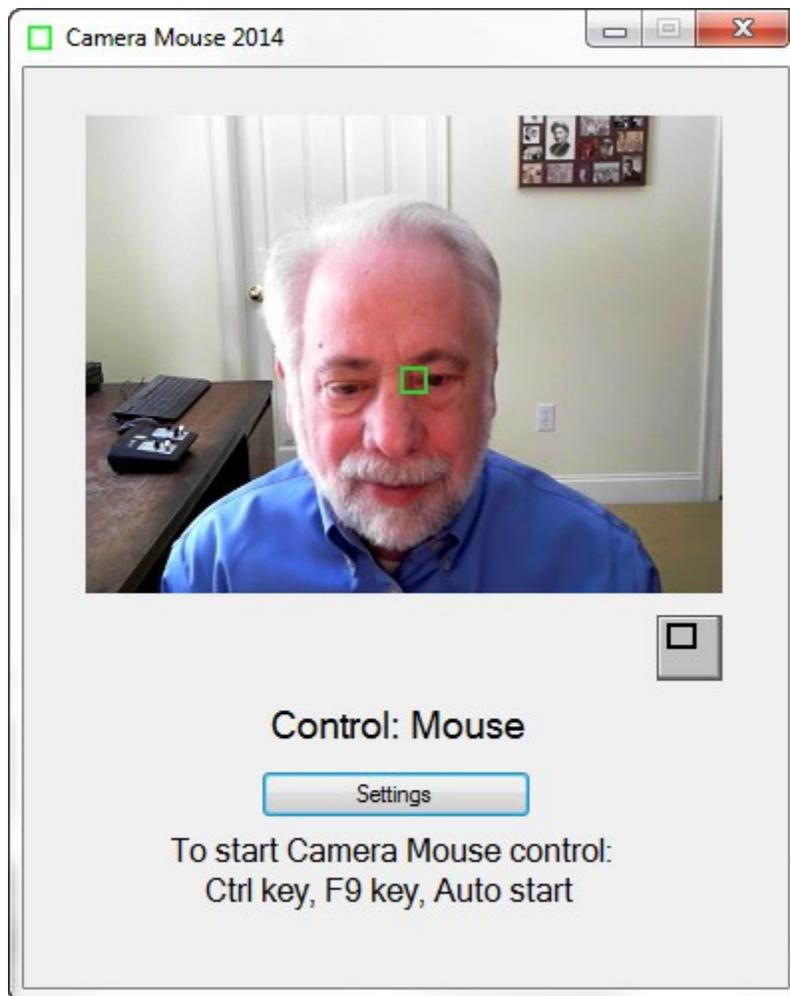 Camera Mouse 2014
Control: Mouse
Settings
To start Camera Mouse control:
Ctrl key, F9 key, Auto start